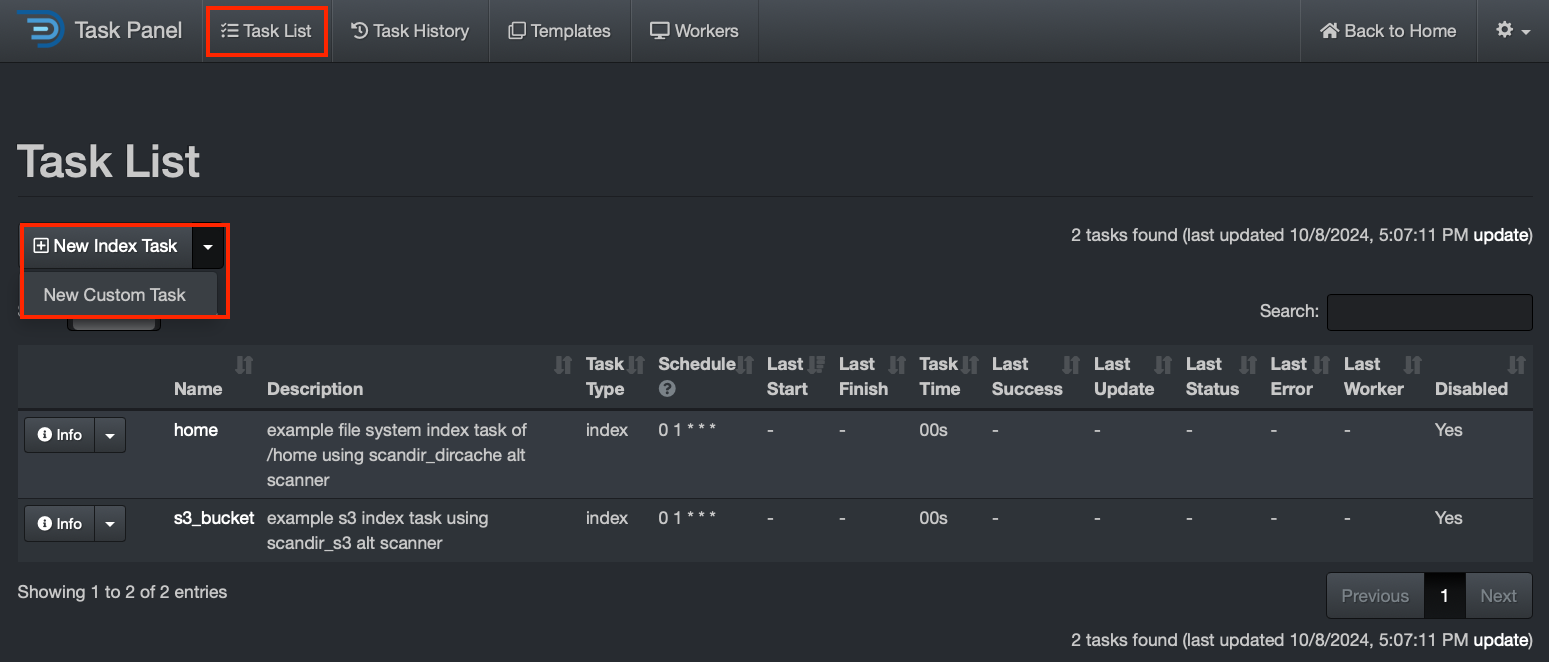 Task Panel
Task List
Task History
Templates
Workers
Back to Home
Task List
New Index Task
New Custom Task
2 tasks found (last updated 10/8/2024, 5:07:11 PM update)
Search:
Name Description Task Type Schedule Last Start Last Finish Task Time Last Success Last Update Last Status Last Error Last Worker Disabled
Info home example file system index task of index 0 1 * * * - - 00s - - - - - Yes
/home using scandir_dircache alt
scanner
Info s3_bucket example s3 index task using index 0 1 * * * - - 00s - - - - - Yes
scandir_s3 alt scanner
Showing 1 to 2 of 2 entries
Previous 1 Next
2 tasks found (last updated 10/8/2024, 5:07:11 PM update)